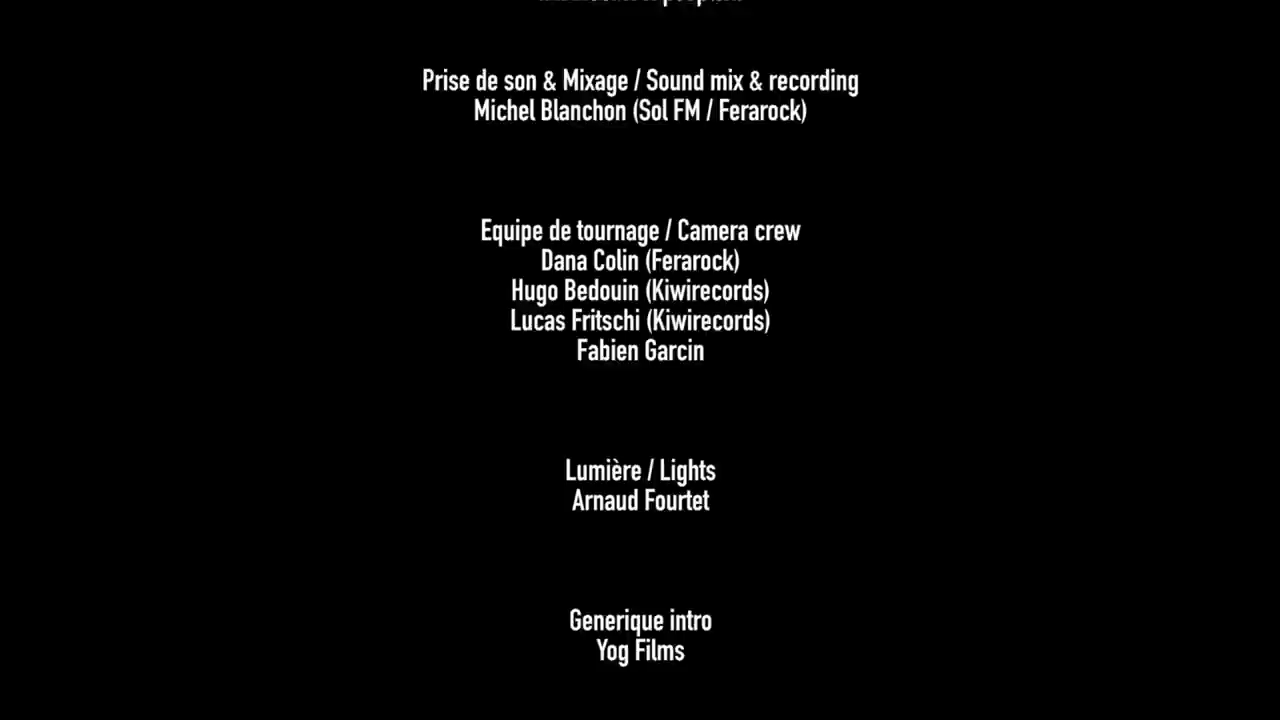 Prise de son & Mixage / Sound mix & recording
Michel Blanchon (Sol FM / Ferarock)
Equipe de tournage / Camera crew
Dana Colin (Ferarock)
Hugo Bedouin (Kiwirecords)
Lucas Fritschi (Kiwirecords)
Fabien Garcin
Lumière / Lights
Arnaud Fourtet
Generique intro
Yog Films